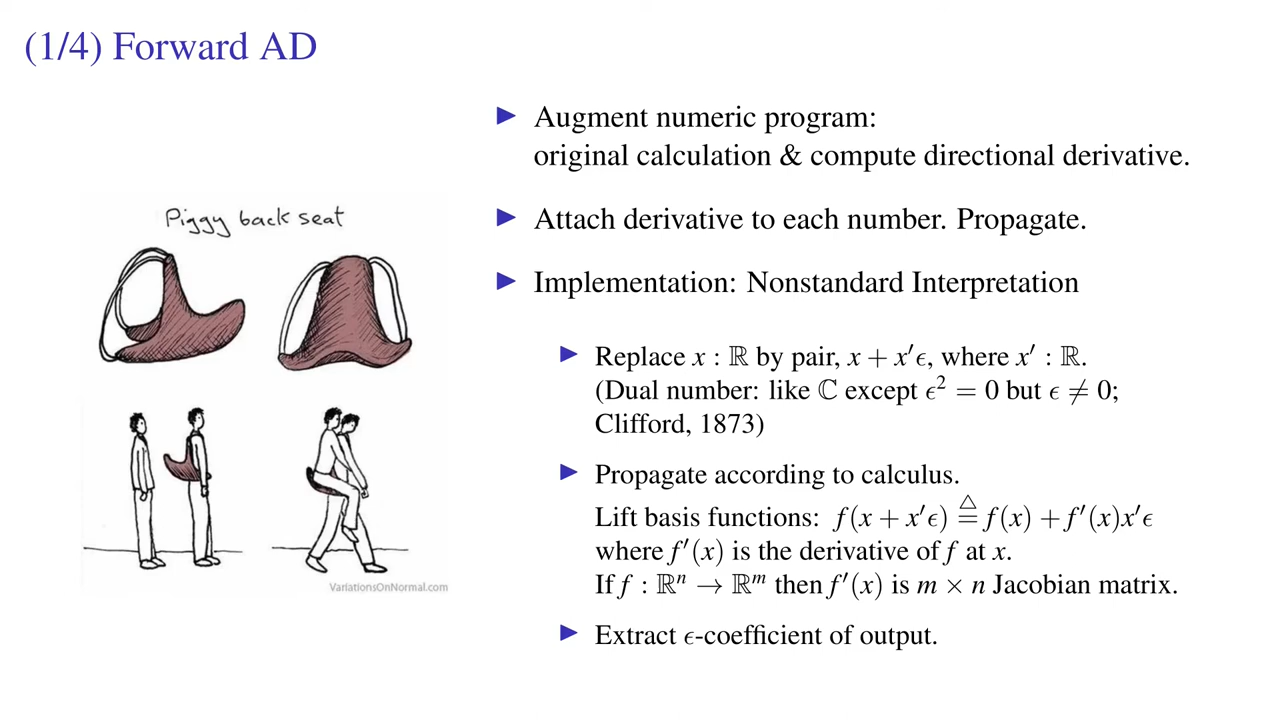 (1/4) Forward AD
▶ Augment numeric program:
original calculation & compute directional derivative.
Piggy back seat
▶ Attach derivative to each number. Propagate.
▶ Implementation: Nonstandard Interpretation
▶ Replace x : ℝ by pair, x + x′ϵ, where x′ : ℝ.
(Dual number: like ℂ except ϵ² = 0 but ϵ ≠ 0;
Clifford, 1873)
▶ Propagate according to calculus.
Lift basis functions: f(x + x′ϵ) ≜ f(x) + f′(x)x′ϵ
where f′(x) is the derivative of f at x.
If f : ℝⁿ → ℝᵐ then f′(x) is m × n Jacobian matrix.
VariationsOnNormal.com
▶ Extract ϵ-coefficient of output.